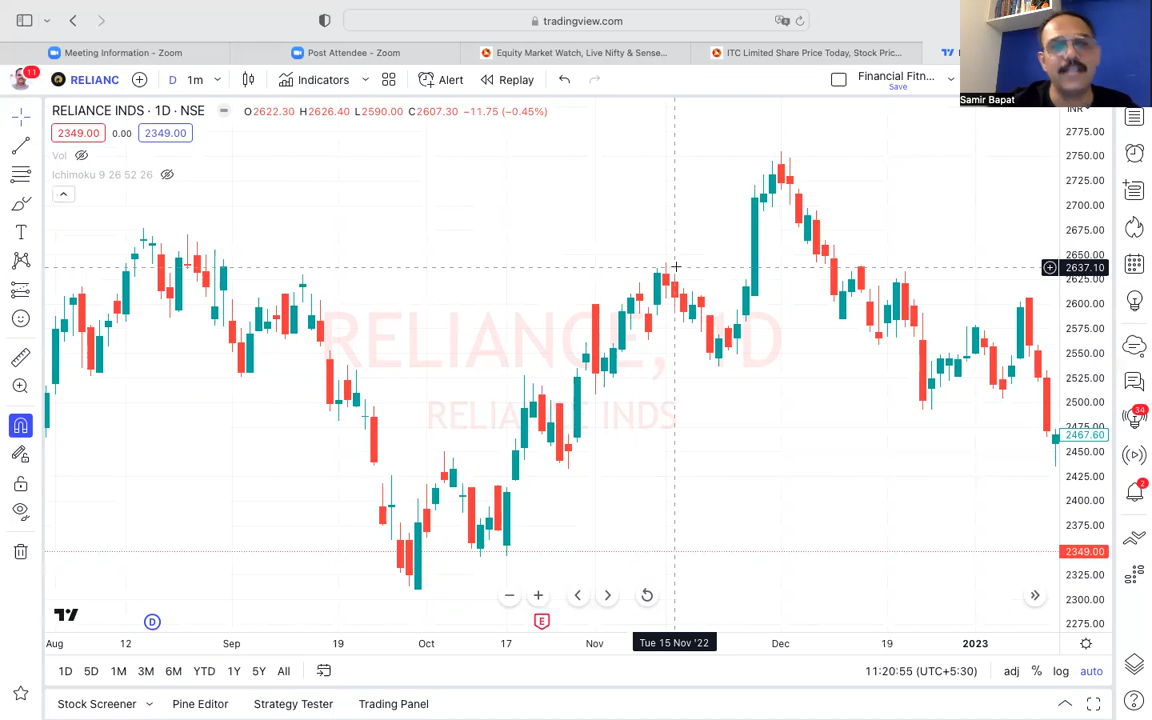 tradingview.com
Meeting Information - Zoom
Post Attendee - Zoom
Equity Market Watch, Live Nifty & Sense...
ITC Limited Share Price Today, Stock Pric...
11
RELIANC
D
1m
Indicators
Alert
Replay
Financial Fitn...
Save
Samir Bapat
RELIANCE INDS · 1D · NSE
O2622.30 H2626.40 L2590.00 C2607.30 −11.75 (−0.45%)
2349.00 0.00 2349.00
Vol
Ichimoku 9 26 52 26
RELIANCE, 1D
RELIANCE INDS
2775.00
2750.00
2725.00
2700.00
2675.00
2650.00
2637.10
2625.00
2600.00
2575.00
2550.00
2525.00
2500.00
2475.00
2467.60
2450.00
2425.00
2400.00
2375.00
2349.00
2325.00
2300.00
2275.00
34
2
D
E
Aug
12
Sep
19
Oct
17
Nov
Tue 15 Nov '22
Dec
19
2023
1D 5D 1M 3M 6M YTD 1Y 5Y All
11:20:55 (UTC+5:30)
adj % log auto
Stock Screener
Pine Editor
Strategy Tester
Trading Panel